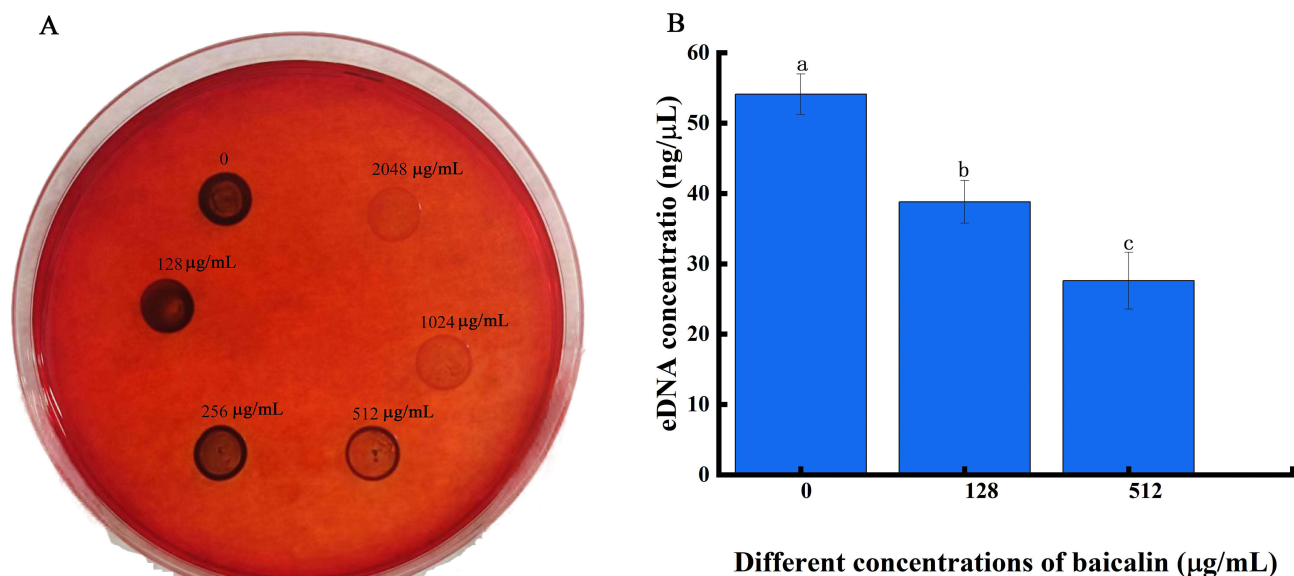 A
0
2048 μg/mL
128 μg/mL
1024 μg/mL
256 μg/mL
512 μg/mL
B
60
50
40
30
20
10
0
eDNA concentratio (ng/μL)
a
b
c
0
128
512
Different concentrations of baicalin (μg/mL)